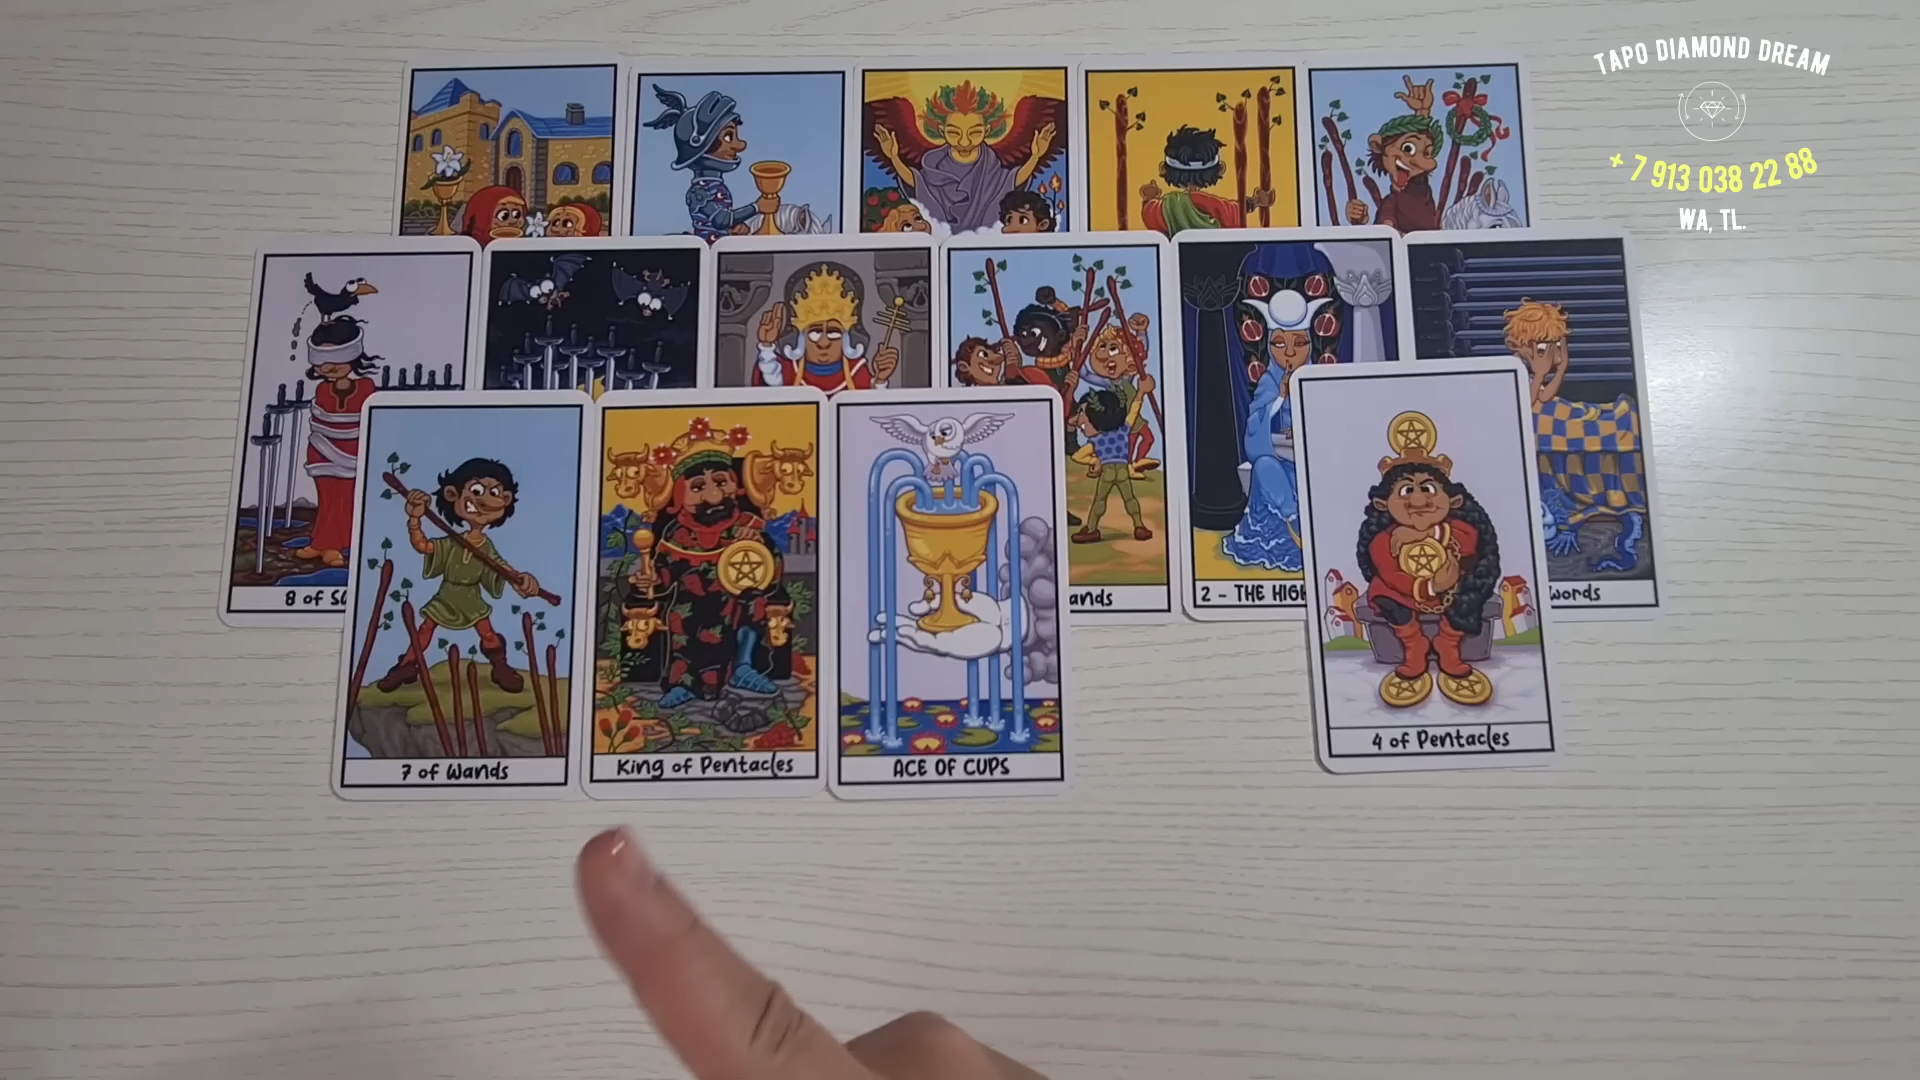 TAPO DIAMOND DREAM
+ 7 913 038 22 88
WA, TL.
8 of
ands
2 - THE HIGH
words
7 of Wands
King of Pentacles
ACE OF CUPS
4 of Pentacles